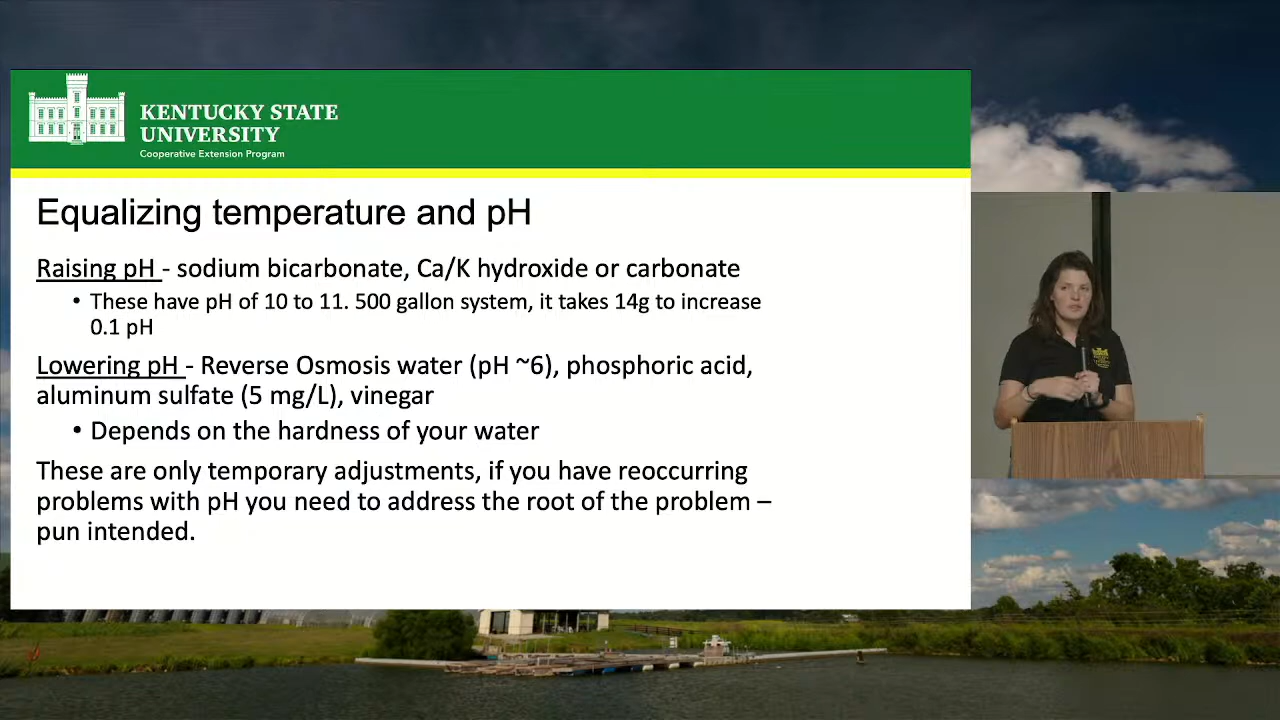 KENTUCKY STATE
UNIVERSITY
Cooperative Extension Program
Equalizing temperature and pH
Raising pH - sodium bicarbonate, Ca/K hydroxide or carbonate
• These have pH of 10 to 11. 500 gallon system, it takes 14g to increase
0.1 pH
Lowering pH - Reverse Osmosis water (pH ~6), phosphoric acid,
aluminum sulfate (5 mg/L), vinegar
• Depends on the hardness of your water
These are only temporary adjustments, if you have reoccurring
problems with pH you need to address the root of the problem –
pun intended.